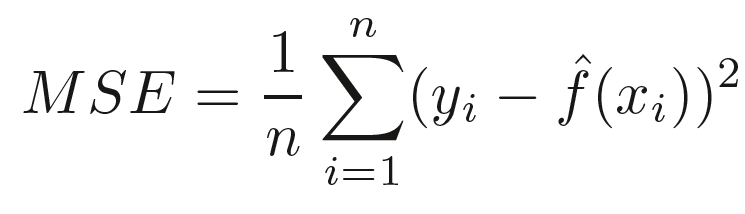 $MSE = \frac{1}{n} \sum_{i=1}^{n} (y_i - \hat{f}(x_i))^2$